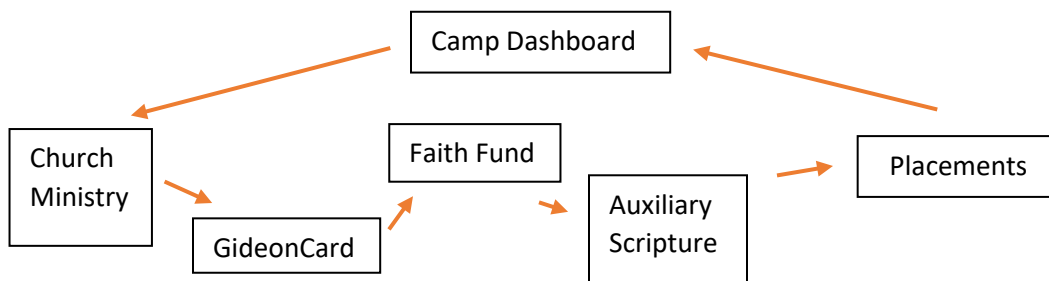 Camp Dashboard
Church
Ministry
GideonCard
Faith Fund
Auxiliary
Scripture
Placements